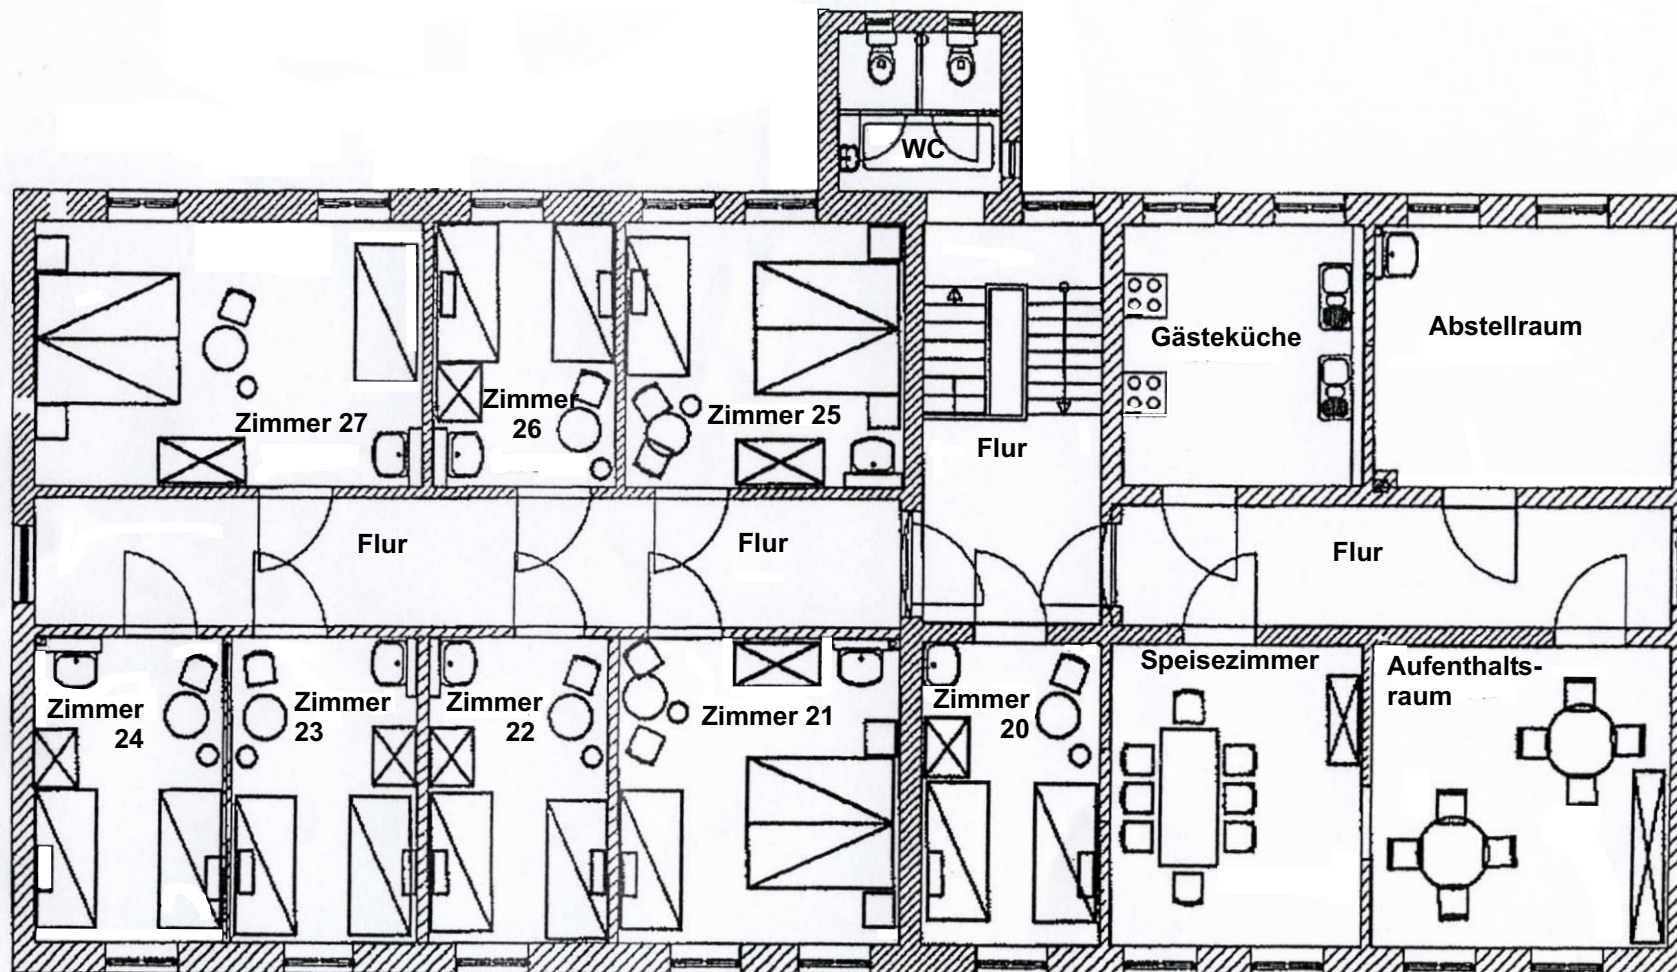 WC
Gästeküche
Abstellraum
Zimmer 27
Zimmer
26
Zimmer 25
Flur
Flur
Flur
Flur
Zimmer
24
Zimmer
23
Zimmer
22
Zimmer 21
Zimmer
20
Speisezimmer
Aufenthalts-
raum